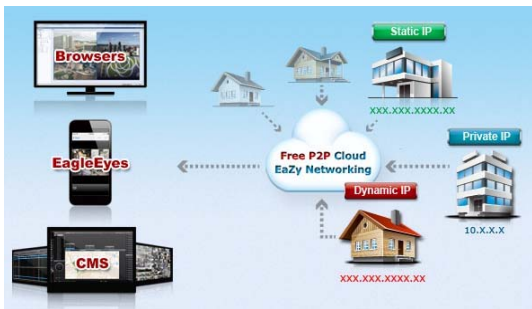 Browsers
EagleEyes
CMS
Free P2P Cloud
EaZy Networking
Static IP
XXX.XXX.XXXX.XX
Private IP
10.X.X.X
Dynamic IP
XXX.XXX.XXXX.XX